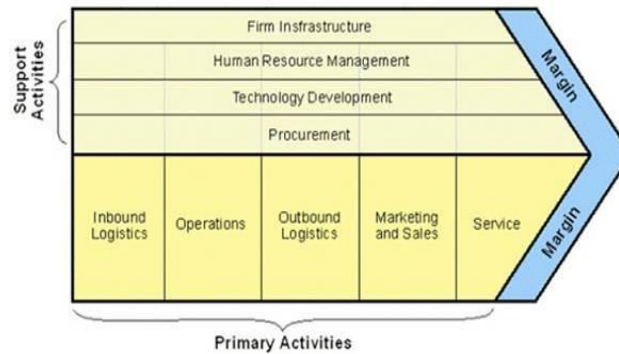 Firm Insfrastructure
Human Resource Management
Technology Development
Procurement
Support
Activities
Margin
Inbound
Logistics
Operations
Outbound
Logistics
Marketing
and Sales
Service
Margin
Primary Activities